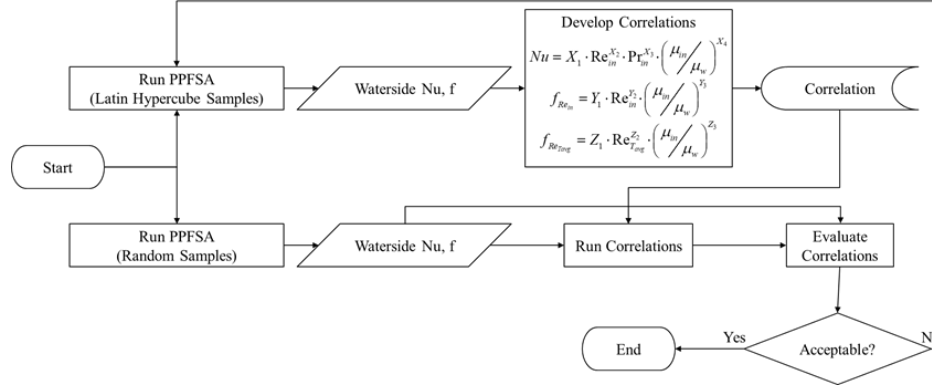 Run PPFSA
(Latin Hypercube Samples)
Waterside Nu, f
Develop Correlations
Nu = X₁ · Re_in^X₂ · Pr_in^X₃ · (μ_in/μ_w)^X₄
f_Re_in = Y₁ · Re_in^Y₂ · (μ_in/μ_w)^Y₃
f_Re_Tavg = Z₁ · Re_Tavg^Z₂ · (μ_in/μ_w)^Z₃
Correlation
Start
Run PPFSA
(Random Samples)
Waterside Nu, f
Run Correlations
Evaluate
Correlations
End
Yes
Acceptable?
N